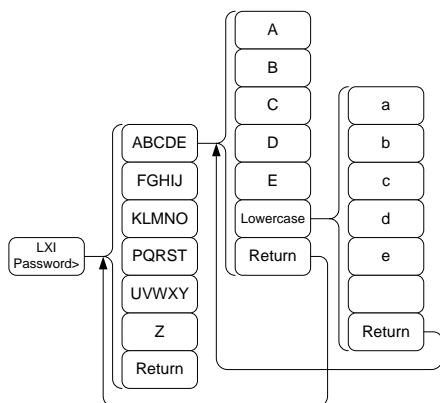 LXI
Password>
ABCDE
FGHIJ
KLMNO
PQRST
UVWXY
Z
Return
A
B
C
D
E
Lowercase
Return
a
b
c
d
e
Return